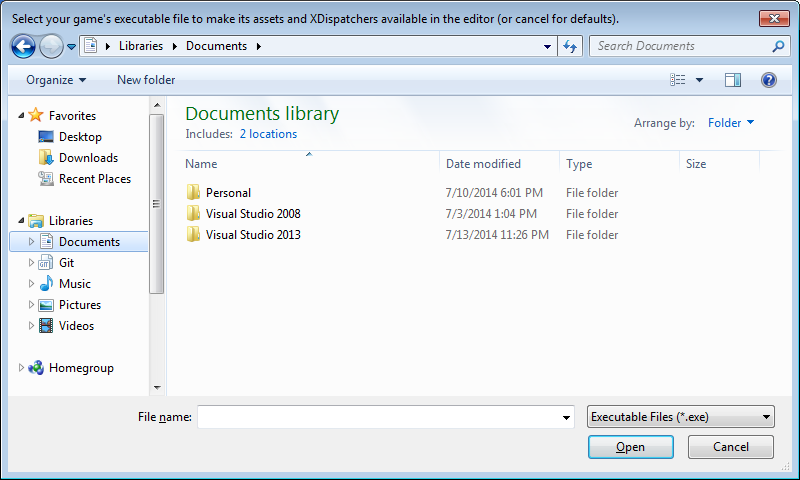 Select your game's executable file to make its assets and XDispatchers available in the editor (or cancel for defaults).
Libraries Documents
Search Documents
Organize New folder
Favorites
Desktop
Downloads
Recent Places
Libraries
Documents
Git
Music
Pictures
Videos
Homegroup
Documents library
Includes: 2 locations
Arrange by: Folder
Name Date modified Type Size
Personal 7/10/2014 6:01 PM File folder
Visual Studio 2008 7/3/2014 1:04 PM File folder
Visual Studio 2013 7/13/2014 11:26 PM File folder
File name:
Executable Files (*.exe)
Open Cancel